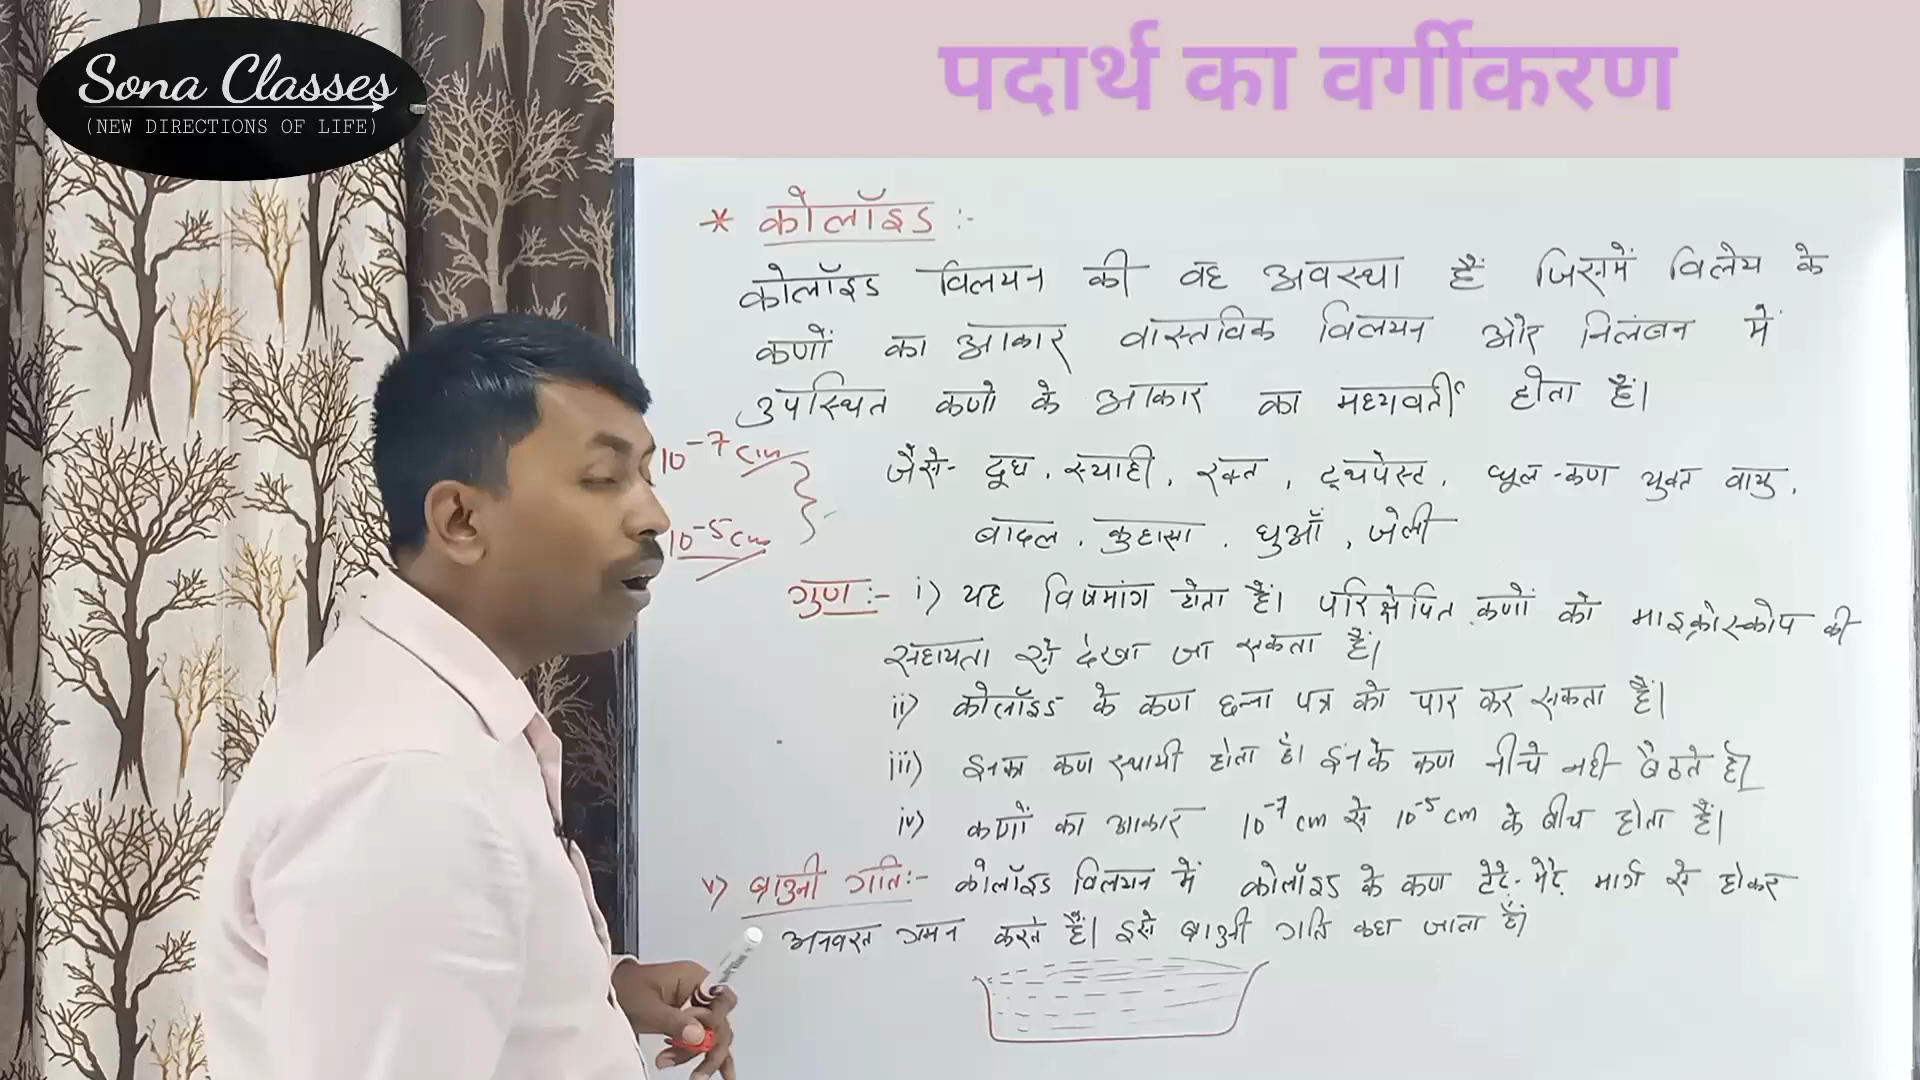 Sona Classes
(NEW DIRECTIONS OF LIFE)
पदार्थ का वर्गीकरण
* कोलॉइड :-
कोलॉइड विलयन की वह अवस्था हैं जिसमें विलेय के
कणों का आकार वास्तविक विलयन और निलंबन में
उपस्थित कणो के आकार का मध्यवर्ती होता हैं।
10⁻⁷ cm
जैसे- दूध, स्याही, रक्त, टूथपेस्ट, धूल-कण युक्त वायु,
10⁻⁵ cm
बादल, कुहासा, धुआँ, जेली
गुण :- i) यह विषमांग होता हैं। परिक्षेपित कणों को माइक्रोस्कोप की
सहायता से देखा जा सकता हैं।
ii) कोलॉइड के कण छन्ना पत्र को पार कर सकता हैं।
iii) इनका कण स्थायी होता है। इनके कण नीचे नही बैठते है।
iv) कणों का आकार 10⁻⁷ cm से 10⁻⁵ cm के बीच होता हैं।
v) ब्राउनी गति:- कोलॉइड विलयन में कोलॉइड के कण टेढ़े-मेढ़े मार्ग से होकर
अनवरत गमन करते हैं। इसे ब्राउनी गति कहा जाता हैं।